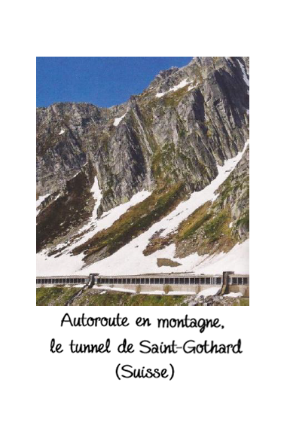 Autoroute en montagne,
le tunnel de Saint-Gothard
(Suisse)